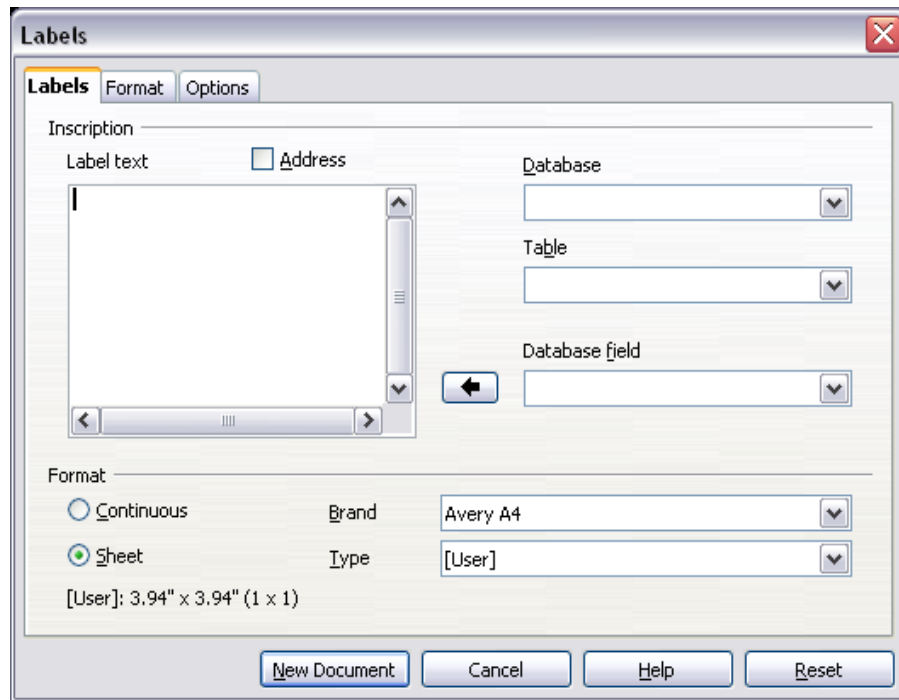 Labels
Labels Format Options
Inscription
Label text Address Database
Table
Database field
Format
Continuous Brand Avery A4
Sheet Type [User]
[User]: 3.94" x 3.94" (1 x 1)
New Document Cancel Help Reset